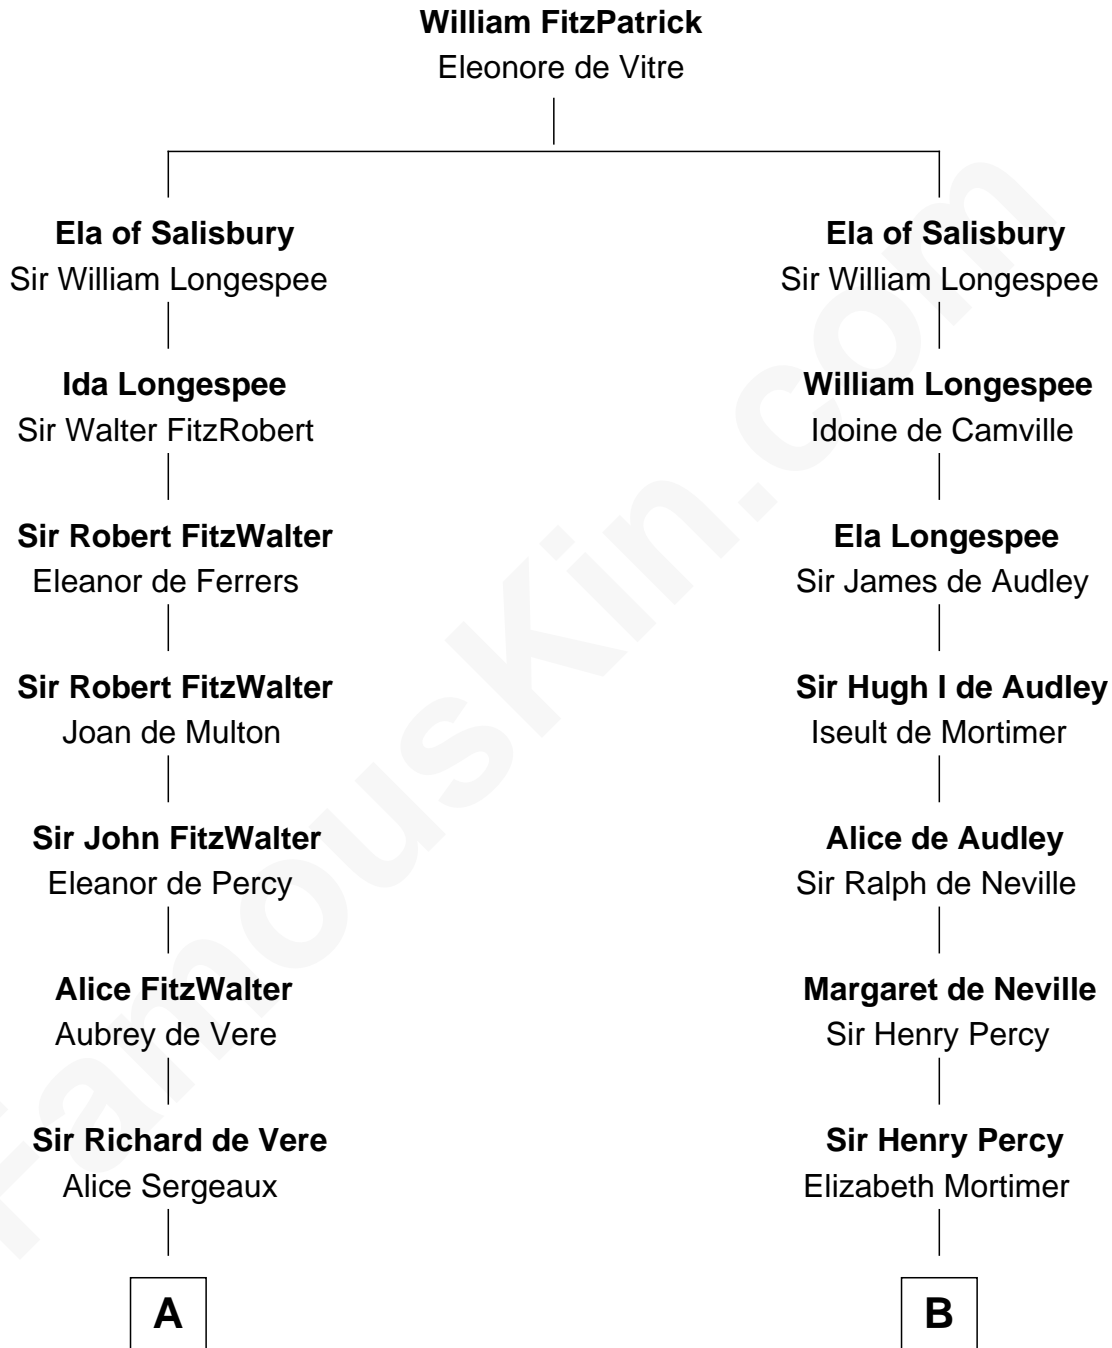 William FitzPatrick
Eleonore de Vitre
Ela of Salisbury
Sir William Longespee
Ela of Salisbury
Sir William Longespee
Ida Longespee
Sir Walter FitzRobert
William Longespee
Idoine de Camville
Sir Robert FitzWalter
Eleanor de Ferrers
Ela Longespee
Sir James de Audley
Sir Robert FitzWalter
Joan de Multon
Sir Hugh I de Audley
Iseult de Mortimer
Sir John FitzWalter
Eleanor de Percy
Alice de Audley
Sir Ralph de Neville
Alice FitzWalter
Aubrey de Vere
Margaret de Neville
Sir Henry Percy
Sir Richard de Vere
Alice Sergeaux
Sir Henry Percy
Elizabeth Mortimer
A
B
FamousKin.com